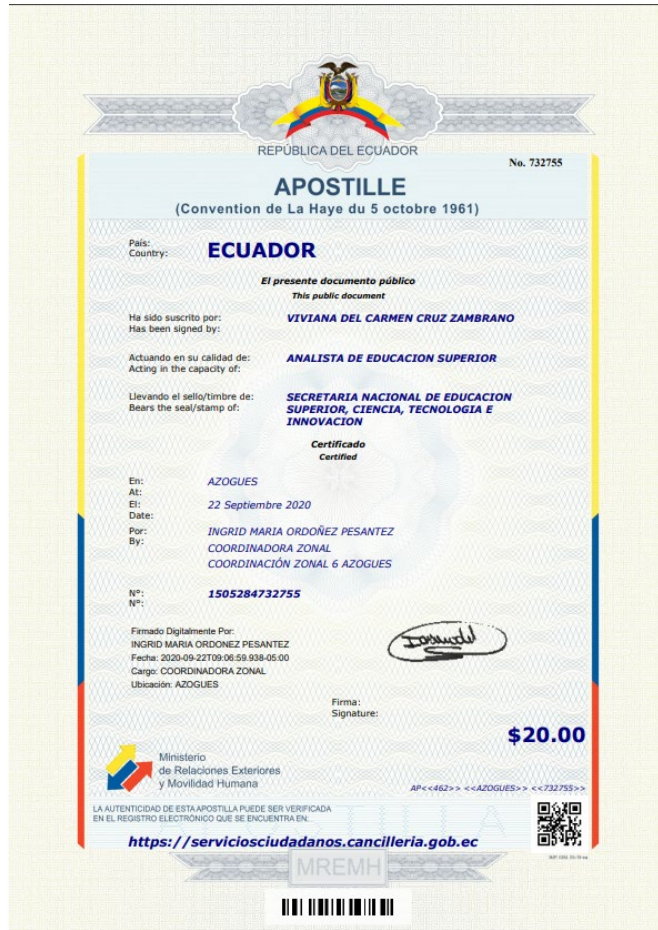 REPÚBLICA DEL ECUADOR
No. 732755
APOSTILLE
(Convention de La Haye du 5 octobre 1961)
País:
Country:
ECUADOR
El presente documento público
This public document
Ha sido suscrito por:
Has been signed by:
VIVIANA DEL CARMEN CRUZ ZAMBRANO
Actuando en su calidad de:
Acting in the capacity of:
ANALISTA DE EDUCACION SUPERIOR
Llevando el sello/timbre de:
Bears the seal/stamp of:
SECRETARIA NACIONAL DE EDUCACION
SUPERIOR, CIENCIA, TECNOLOGIA E
INNOVACION
Certificado
Certified
En:
At:
AZOGUES
El:
Date:
22 Septiembre 2020
Por:
By:
INGRID MARIA ORDOÑEZ PESANTEZ
COORDINADORA ZONAL
COORDINACIÓN ZONAL 6 AZOGUES
Nº:
Nº:
1505284732755
Firmado Digitalmente Por:
INGRID MARIA ORDONEZ PESANTEZ
Fecha: 2020-09-22T09:06:59.938-05:00
Cargo: COORDINADORA ZONAL
Ubicación: AZOGUES
Firma:
Signature:
$20.00
Ministerio
de Relaciones Exteriores
y Movilidad Humana
AP<<462>> <<AZOGUES>> <<732755>>
LA AUTENTICIDAD DE ESTA APOSTILLA PUEDE SER VERIFICADA
EN EL REGISTRO ELECTRÓNICO QUE SE ENCUENTRA EN:
APOSTILLA
https://serviciosciudadanos.cancilleria.gob.ec
MREMH